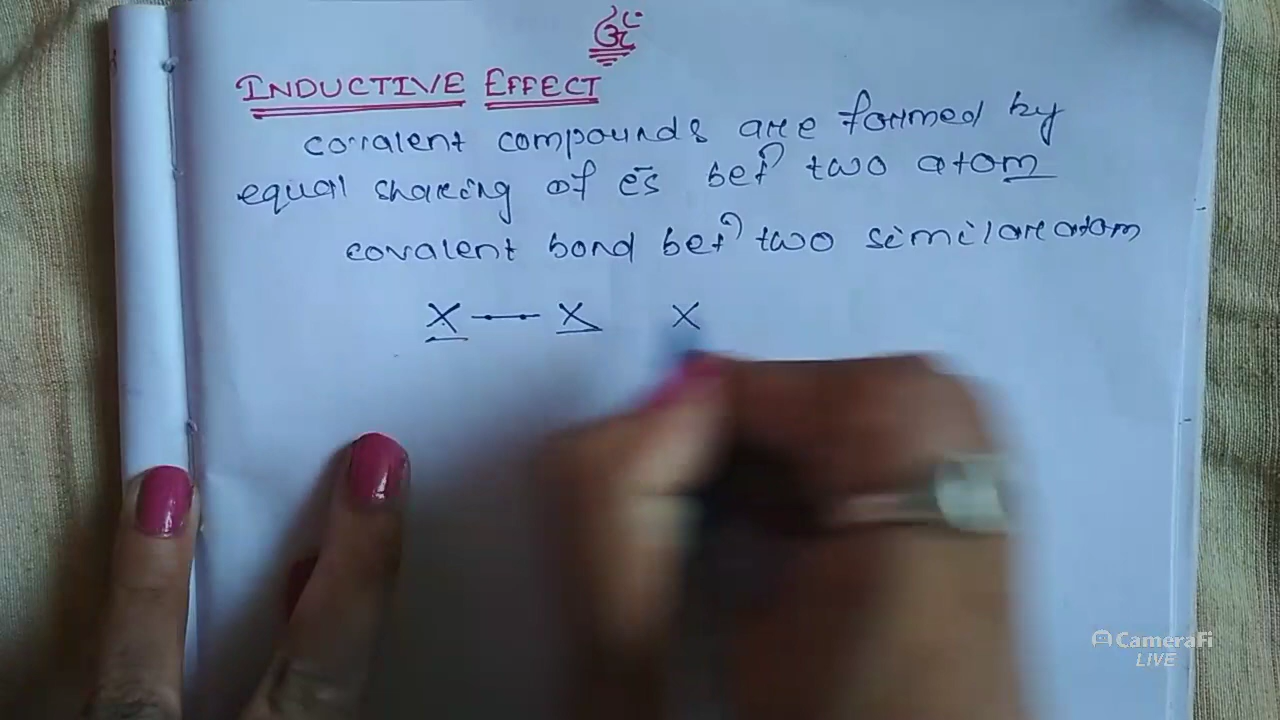 ଓଁ
INDUCTIVE EFFECT
covalent compounds are formed by
equal sharing of e⁻s betⁿ two atom
covalent bond betⁿ two similare atom
X — X X
CameraFi
LIVE